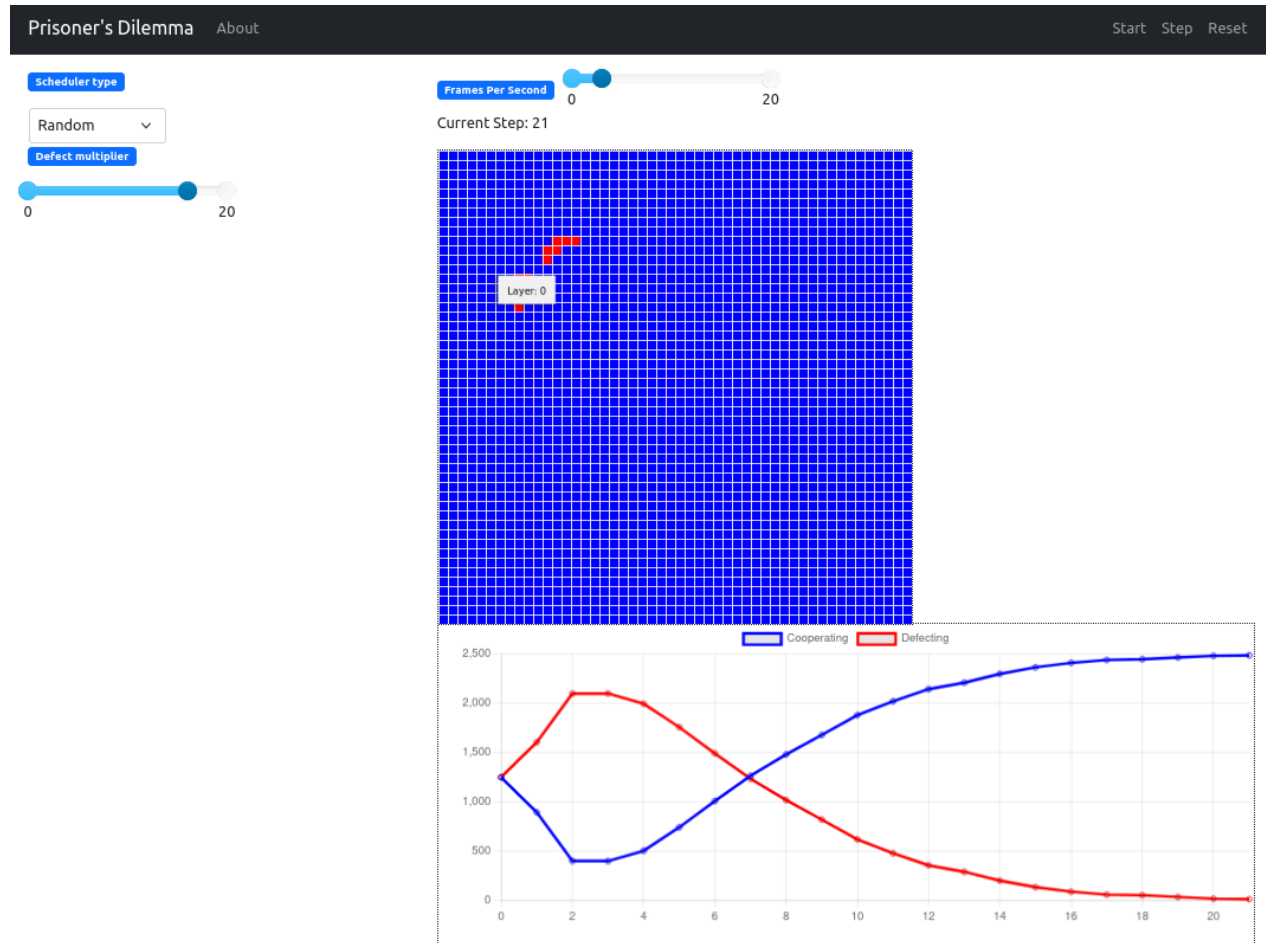 Prisoner's Dilemma About Start Step Reset
Scheduler type
Random
Defect multiplier
0 20
Frames Per Second
0 20
Current Step: 21
Layer: 0
Cooperating Defecting
2,500
2,000
1,500
1,000
500
0
0 2 4 6 8 10 12 14 16 18 20